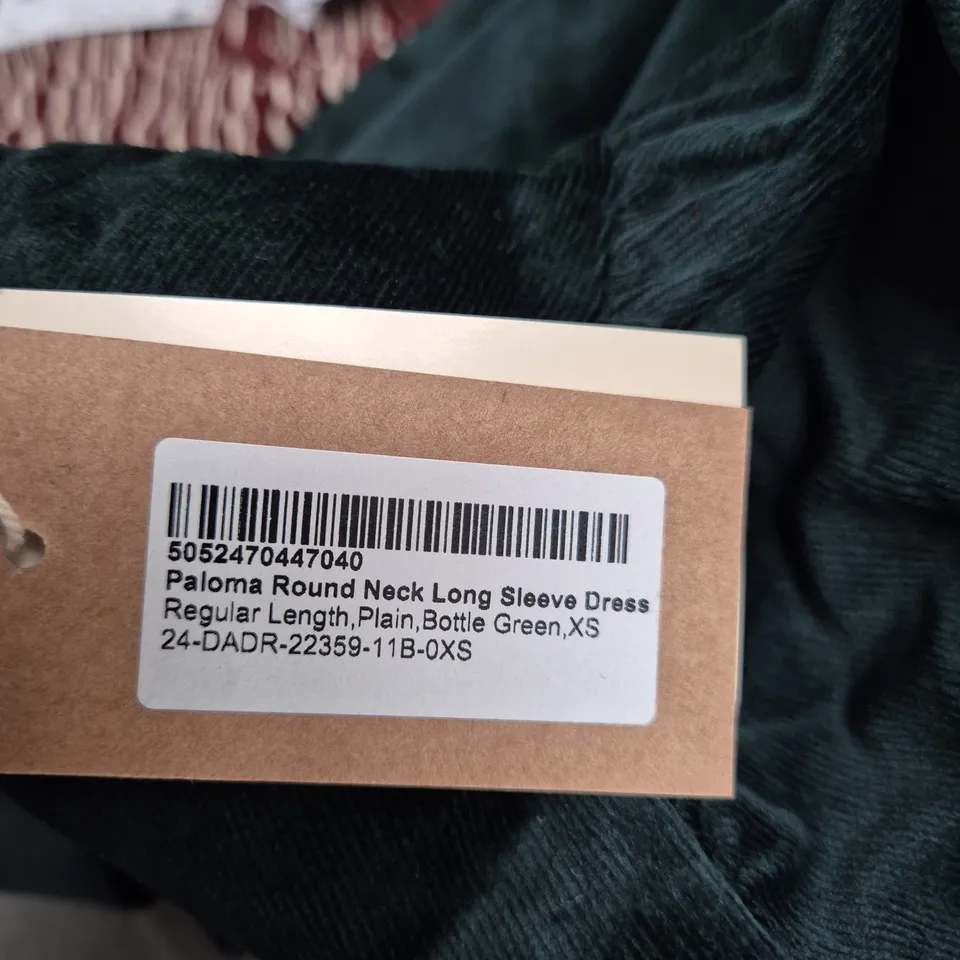 5052470447040
Paloma Round Neck Long Sleeve Dress
Regular Length,Plain,Bottle Green,XS
24-DADR-22359-11B-0XS